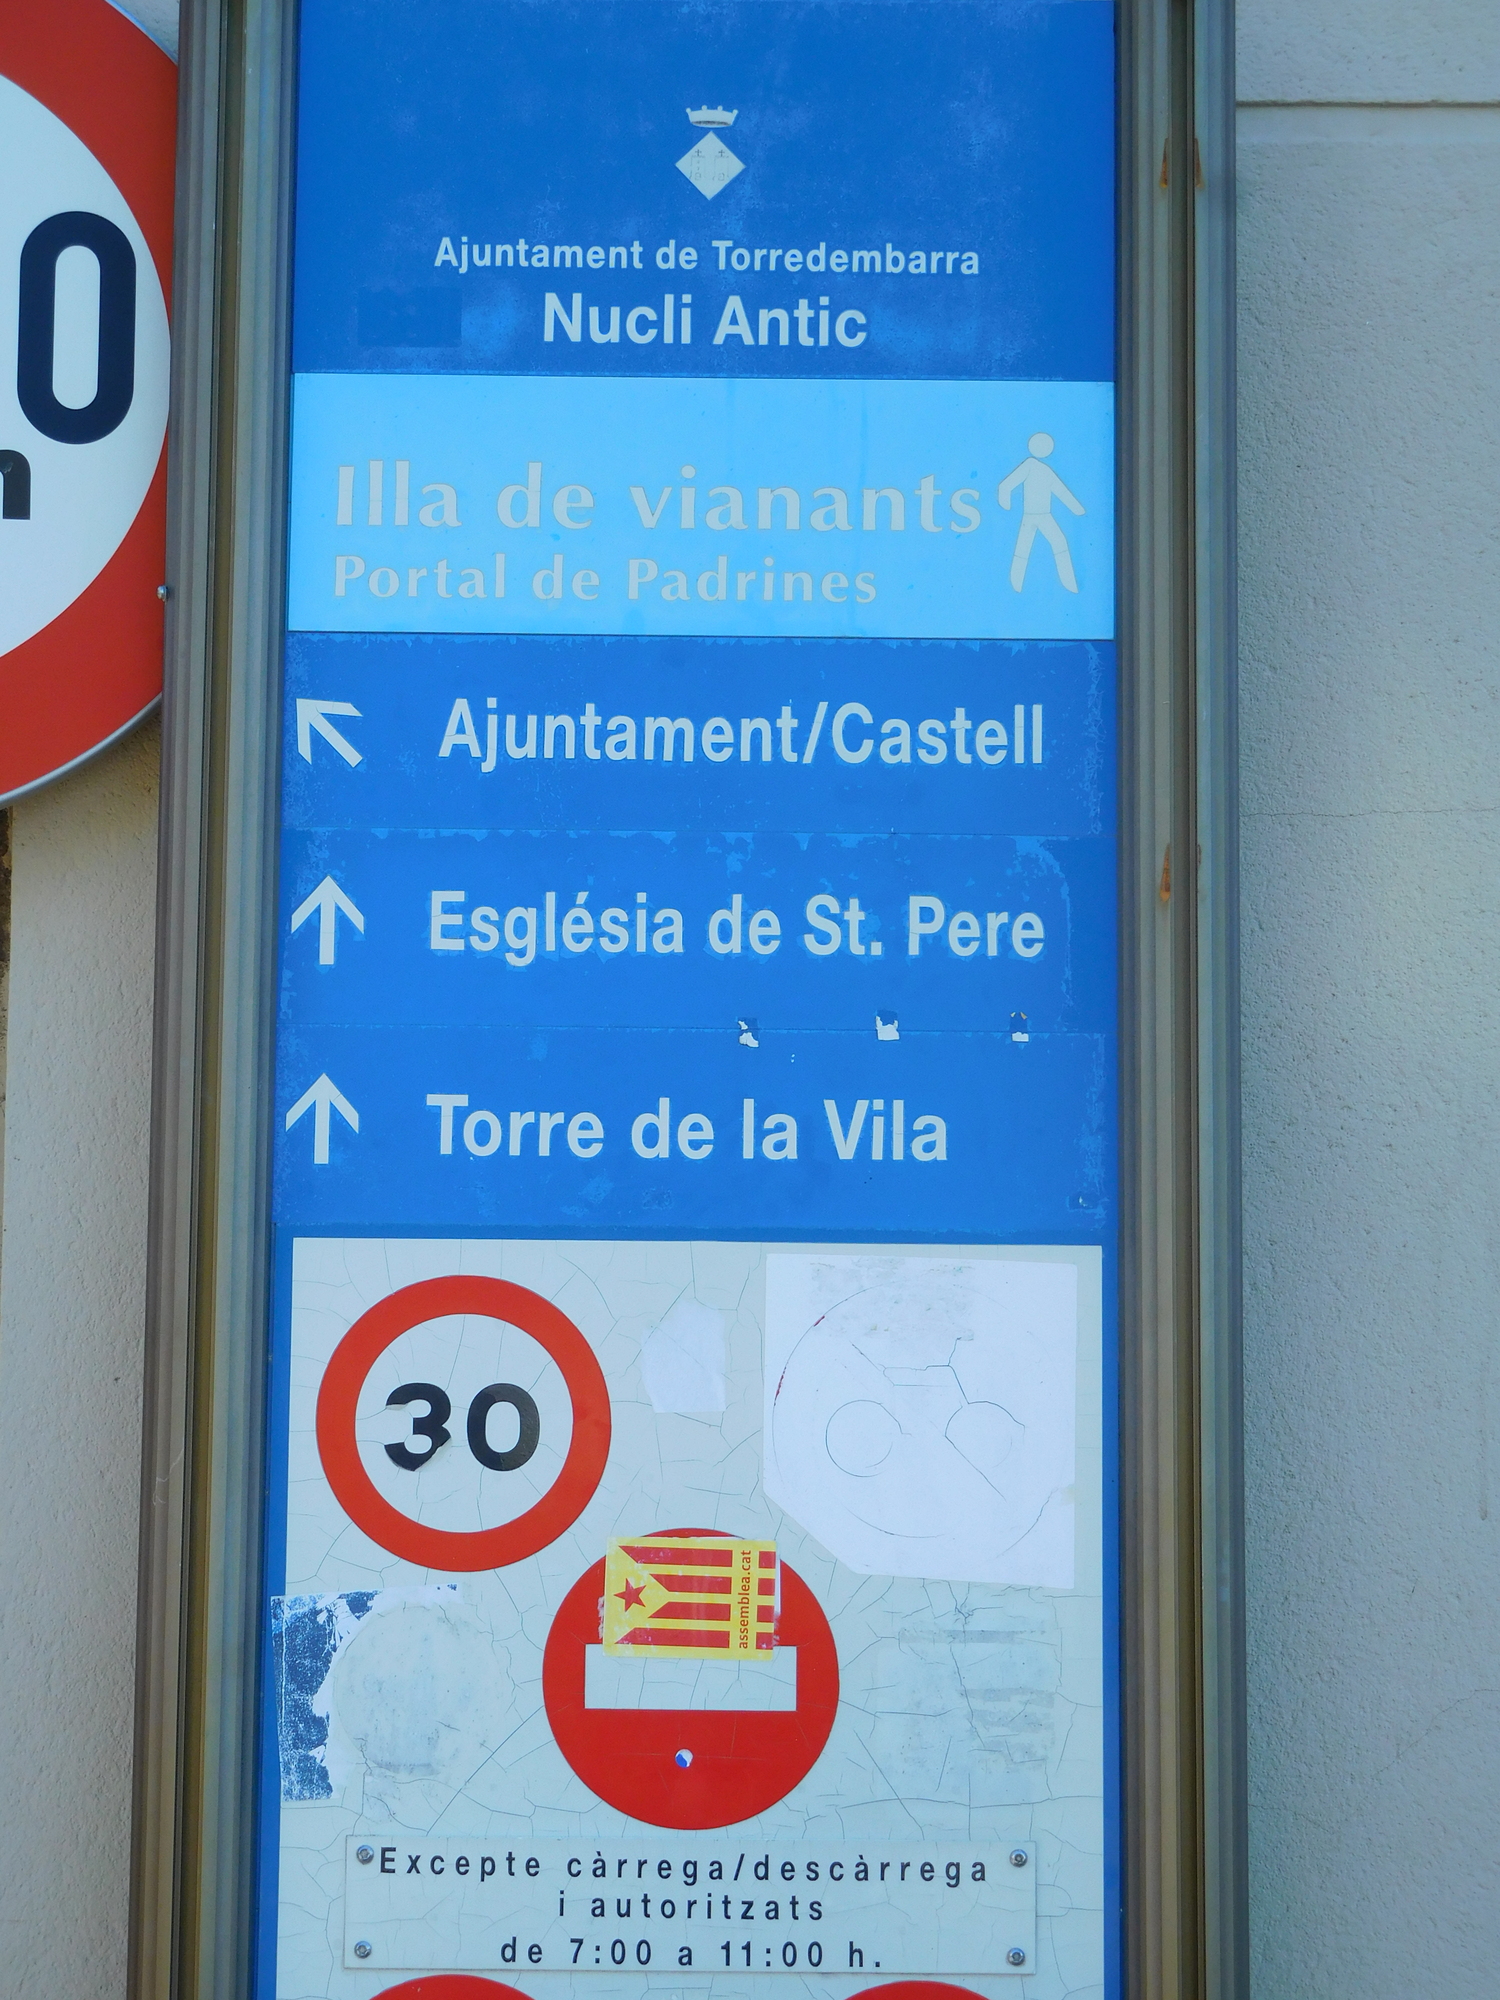 0
Ajuntament de Torredembarra
Nucli Antic
Illa de vianants
Portal de Padrines
Ajuntament/Castell
Església de St. Pere
Torre de la Vila
30
assemblea.cat
Excepte càrrega/descàrrega
i autoritzats
de 7:00 a 11:00 h.